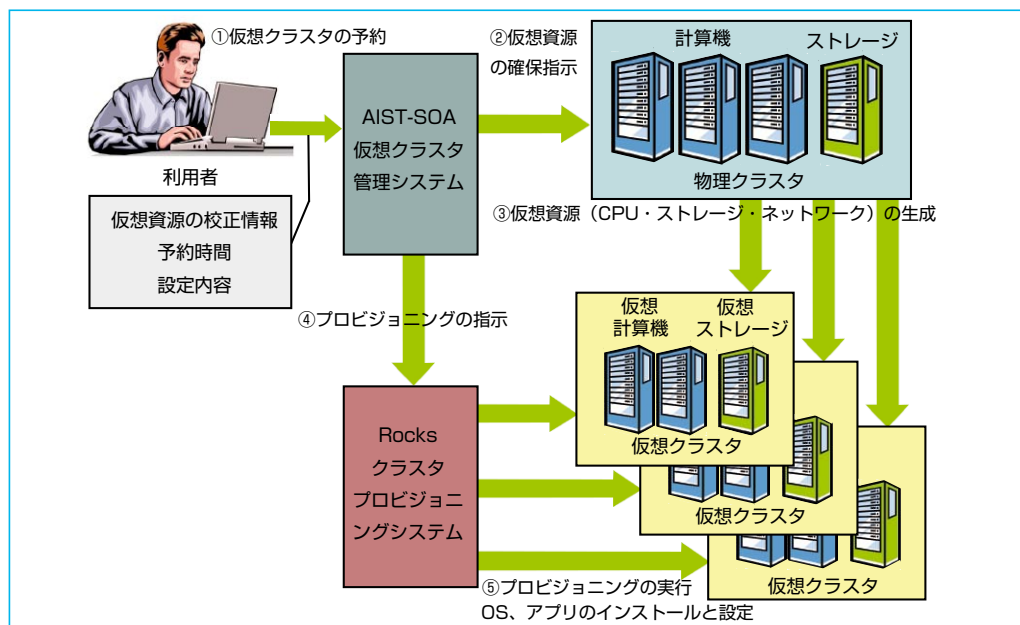 ①仮想クラスタの予約
利用者
仮想資源の校正情報
予約時間
設定内容
AIST-SOA
仮想クラスタ
管理システム
②仮想資源
の確保指示
計算機
ストレージ
物理クラスタ
③仮想資源（CPU・ストレージ・ネットワーク）の生成
④プロビジョニングの指示
仮想
計算機
仮想
ストレージ
仮想クラスタ
仮想クラスタ
仮想クラスタ
Rocks
クラスタ
プロビジョニ
ングシステム
⑤プロビジョニングの実行
OS、アプリのインストールと設定